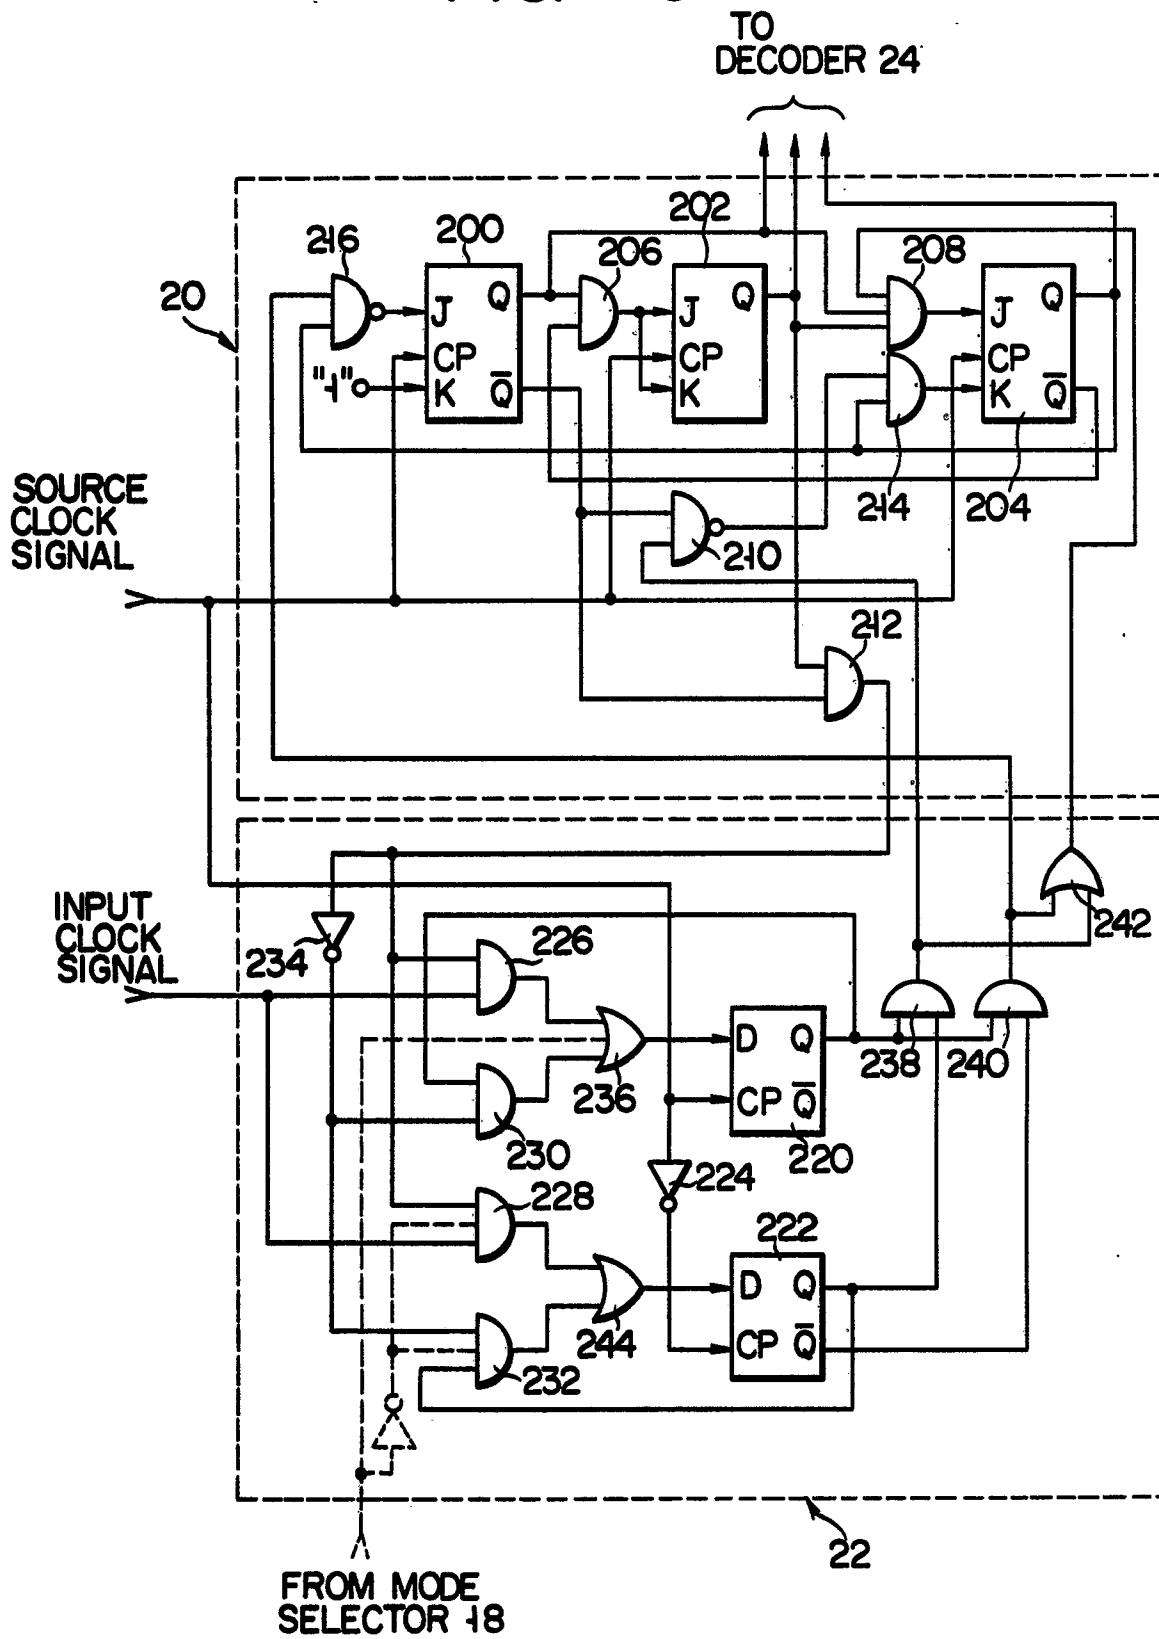 TO
DECODER 24
20
216
200
206
202
208
J
Q
CP
"1"
K
Q̅
J
Q
CP
K
J
Q
CP
K
Q̅
214
204
210
SOURCE
CLOCK
SIGNAL
212
INPUT
CLOCK
SIGNAL
234
226
242
D
Q
238
240
236
CP
Q̅
230
220
224
228
222
D
Q
CP
Q̅
244
232
22
FROM MODE
SELECTOR 18